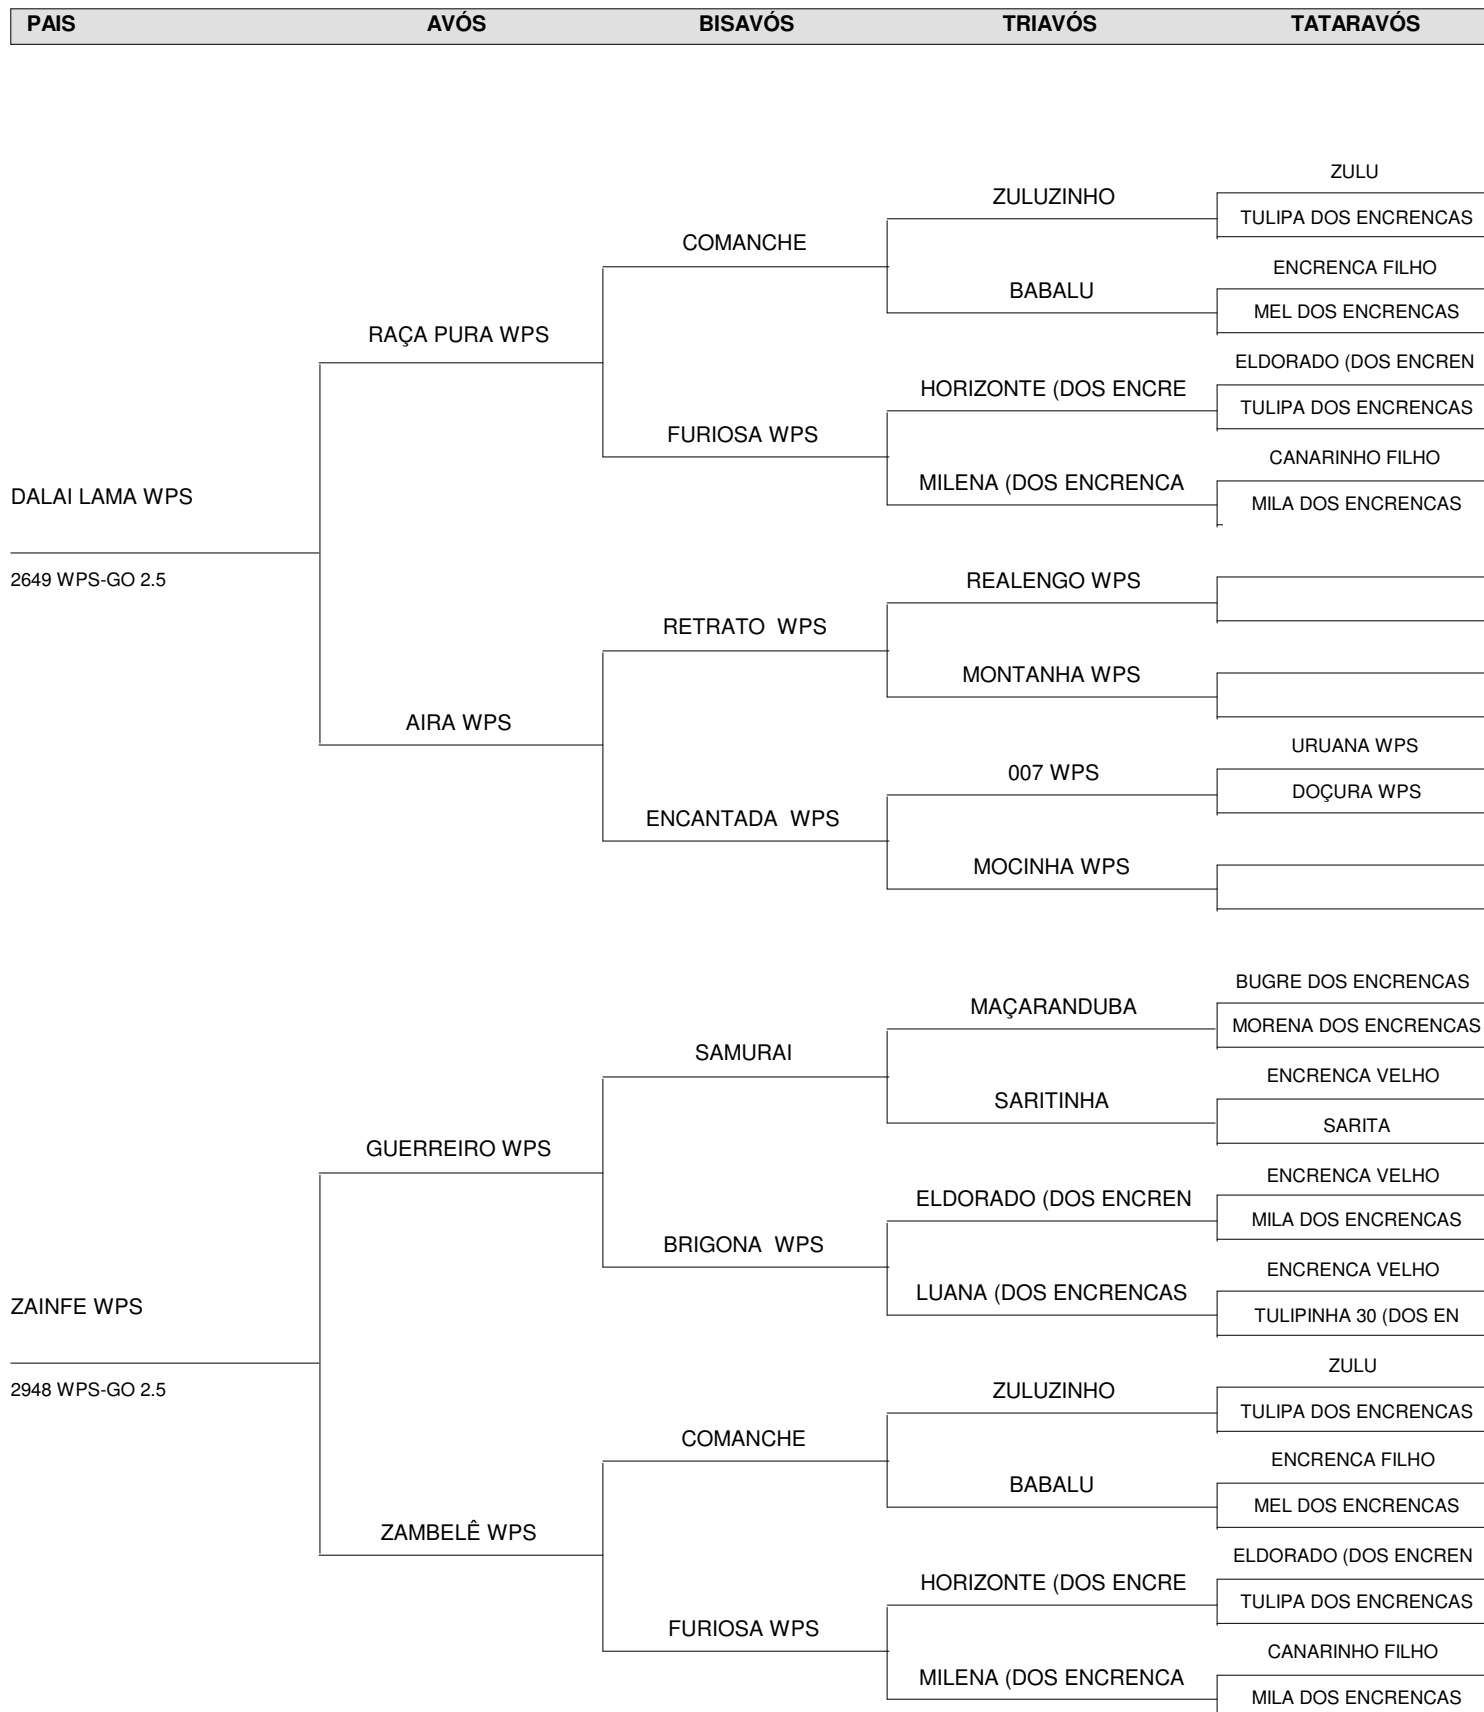 PAIS AVÓS BISAVÓS TRIAVÓS TATARAVÓS
ZULU
ZULUZINHO
TULIPA DOS ENCRENCAS
COMANCHE
ENCRENCA FILHO
BABALU
MEL DOS ENCRENCAS
RAÇA PURA WPS
ELDORADO (DOS ENCREN
HORIZONTE (DOS ENCRE
TULIPA DOS ENCRENCAS
FURIOSA WPS
CANARINHO FILHO
MILENA (DOS ENCRENCA
DALAI LAMA WPS
MILA DOS ENCRENCAS
2649 WPS-GO 2.5
REALENGO WPS
RETRATO  WPS
MONTANHA WPS
AIRA WPS
URUANA WPS
007 WPS
DOÇURA WPS
ENCANTADA  WPS
MOCINHA WPS
BUGRE DOS ENCRENCAS
MAÇARANDUBA
MORENA DOS ENCRENCAS
SAMURAI
ENCRENCA VELHO
SARITINHA
SARITA
GUERREIRO WPS
ENCRENCA VELHO
ELDORADO (DOS ENCREN
MILA DOS ENCRENCAS
BRIGONA  WPS
ENCRENCA VELHO
LUANA (DOS ENCRENCAS
ZAINFE WPS
TULIPINHA 30 (DOS EN
ZULU
2948 WPS-GO 2.5
ZULUZINHO
TULIPA DOS ENCRENCAS
COMANCHE
ENCRENCA FILHO
BABALU
MEL DOS ENCRENCAS
ZAMBELÊ WPS
ELDORADO (DOS ENCREN
HORIZONTE (DOS ENCRE
TULIPA DOS ENCRENCAS
FURIOSA WPS
CANARINHO FILHO
MILENA (DOS ENCRENCA
MILA DOS ENCRENCAS